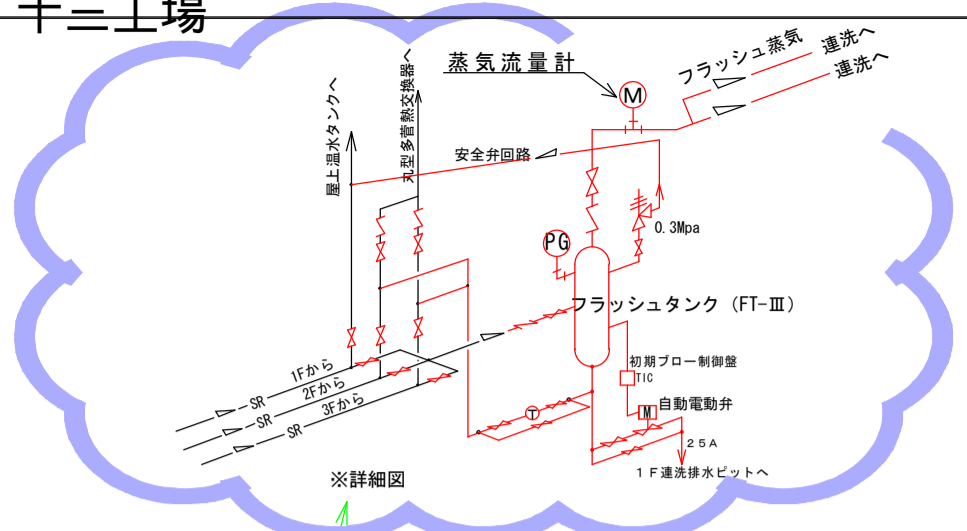 十三工場
蒸気流量計
フラッシュ蒸気
連洗へ
連洗へ
M
屋上温水タンクへ
丸型多菅熱交換器へ
安全弁回路
0.3Mpa
PG
フラッシュタンク (FT-Ⅲ)
初期ブロー制御盤
TIC
自動電動弁
M
T
25A
1F連洗排水ピットへ
1Fから
SR
2Fから
SR
3Fから
SR
※詳細図